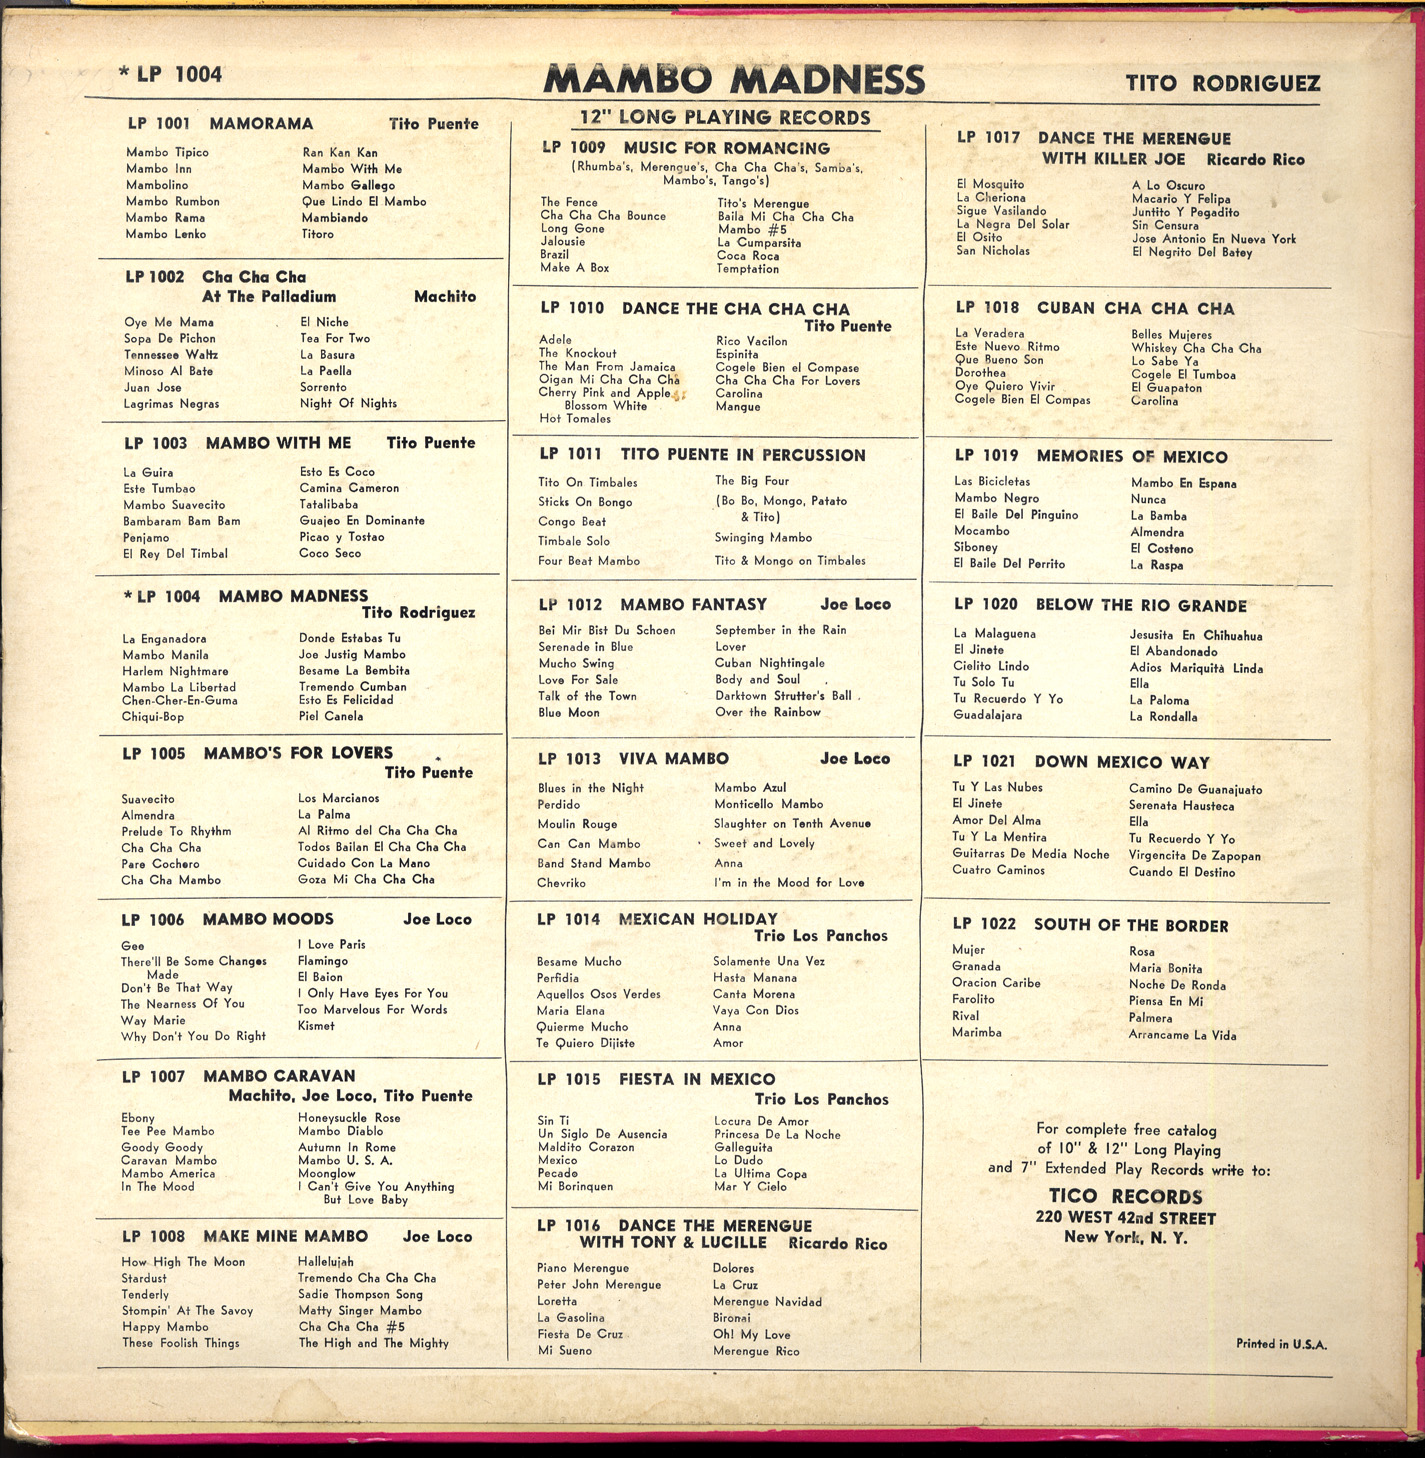 * LP 1004 MAMBO MADNESS TITO RODRIGUEZ
LP 1001 MAMORAMA Tito Puente
Mambo Tipico Ran Kan Kan
Mambo Inn Mambo With Me
Mambolino Mambo Gallego
Mambo Rumbon Que Lindo El Mambo
Mambo Rama Mambiando
Mambo Lenko Titoro
LP 1002 Cha Cha Cha
At The Palladium Machito
Oye Me Mama El Niche
Sopa De Pichon Tea For Two
Tennessee Waltz La Basura
Minoso Al Bate La Paella
Juan Jose Sorrento
Lagrimas Negras Night Of Nights
LP 1003 MAMBO WITH ME Tito Puente
La Guira Esto Es Coco
Este Tumbao Camina Cameron
Mambo Suavecito Tatalibaba
Bambaram Bam Bam Guajeo En Dominante
Penjamo Picao y Tostao
El Rey Del Timbal Coco Seco
* LP 1004 MAMBO MADNESS
Tito Rodriguez
La Enganadora Donde Estabas Tu
Mambo Manila Joe Justig Mambo
Harlem Nightmare Besame La Bembita
Mambo La Libertad Tremendo Cumban
Chen-Cher-En-Guma Esto Es Felicidad
Chiqui-Bop Piel Canela
LP 1005 MAMBO'S FOR LOVERS
Tito Puente
Suavecito Los Marcianos
Almendra La Palma
Prelude To Rhythm Al Ritmo del Cha Cha Cha
Cha Cha Cha Todos Bailan El Cha Cha Cha
Pare Cochero Cuidado Con La Mano
Cha Cha Mambo Goza Mi Cha Cha Cha
LP 1006 MAMBO MOODS Joe Loco
Gee I Love Paris
There'll Be Some Changes Flamingo
Made El Baion
Don't Be That Way I Only Have Eyes For You
The Nearness Of You Too Marvelous For Words
Way Marie Kismet
Why Don't You Do Right
LP 1007 MAMBO CARAVAN
Machito, Joe Loco, Tito Puente
Ebony Honeysuckle Rose
Tee Pee Mambo Mambo Diablo
Goody Goody Autumn In Rome
Caravan Mambo Mambo U. S. A.
Mambo America Moonglow
In The Mood I Can't Give You Anything
But Love Baby
LP 1008 MAKE MINE MAMBO Joe Loco
How High The Moon Hallelujah
Stardust Tremendo Cha Cha Cha
Tenderly Sadie Thompson Song
Stompin' At The Savoy Matty Singer Mambo
Happy Mambo Cha Cha Cha #5
These Foolish Things The High and The Mighty
12" LONG PLAYING RECORDS
LP 1009 MUSIC FOR ROMANCING
(Rhumba's, Merengue's, Cha Cha Cha's, Samba's,
Mambo's, Tango's)
The Fence Tito's Merengue
Cha Cha Cha Bounce Baila Mi Cha Cha Cha
Long Gone Mambo #5
Jalousie La Cumparsita
Brazil Coca Roca
Make A Box Temptation
LP 1010 DANCE THE CHA CHA CHA
Tito Puente
Adele Rico Vacilon
The Knockout Espinita
The Man From Jamaica Cogele Bien el Compase
Oigan Mi Cha Cha Cha Cha Cha Cha For Lovers
Cherry Pink and Apple Carolina
Blossom White Mangue
Hot Tomales
LP 1011 TITO PUENTE IN PERCUSSION
Tito On Timbales The Big Four
Sticks On Bongo (Bo Bo, Mongo, Patato
Congo Beat & Tito)
Timbale Solo Swinging Mambo
Four Beat Mambo Tito & Mongo on Timbales
LP 1012 MAMBO FANTASY Joe Loco
Bei Mir Bist Du Schoen September in the Rain
Serenade in Blue Lover
Mucho Swing Cuban Nightingale
Love For Sale Body and Soul
Talk of the Town Darktown Strutter's Ball
Blue Moon Over the Rainbow
LP 1013 VIVA MAMBO Joe Loco
Blues in the Night Mambo Azul
Perdido Monticello Mambo
Moulin Rouge Slaughter on Tenth Avenue
Can Can Mambo Sweet and Lovely
Band Stand Mambo Anna
Chevriko I'm in the Mood for Love
LP 1014 MEXICAN HOLIDAY
Trio Los Panchos
Besame Mucho Solamente Una Vez
Perfidia Hasta Manana
Aquellos Osos Verdes Canta Morena
Maria Elana Vaya Con Dios
Quierme Mucho Anna
Te Quiero Dijiste Amor
LP 1015 FIESTA IN MEXICO
Trio Los Panchos
Sin Ti Locura De Amor
Un Siglo De Ausencia Princesa De La Noche
Maldito Corazon Galleguita
Mexico Lo Dudo
Pecado La Ultima Copa
Mi Borinquen Mar Y Cielo
LP 1016 DANCE THE MERENGUE
WITH TONY & LUCILLE Ricardo Rico
Piano Merengue Dolores
Peter John Merengue La Cruz
Loretta Merengue Navidad
La Gasolina Bironai
Fiesta De Cruz Oh! My Love
Mi Sueno Merengue Rico
LP 1017 DANCE THE MERENGUE
WITH KILLER JOE Ricardo Rico
El Mosquito A Lo Oscuro
La Cheriona Macario Y Felipa
Sigue Vasilando Juntito Y Pegadito
La Negra Del Solar Sin Censura
El Osito Jose Antonio En Nueva York
San Nicholas El Negrito Del Batey
LP 1018 CUBAN CHA CHA CHA
La Veradera Belles Mujeres
Este Nuevo Ritmo Whiskey Cha Cha Cha
Que Bueno Son Lo Sabe Ya
Dorothea Cogele El Tumboa
Oye Quiero Vivir El Guapaton
Cogele Bien El Compas Carolina
LP 1019 MEMORIES OF MEXICO
Las Bicicletas Mambo En Espana
Mambo Negro Nunca
El Baile Del Pinguino La Bamba
Mocambo Almendra
Siboney El Costeno
El Baile Del Perrito La Raspa
LP 1020 BELOW THE RIO GRANDE
La Malaguena Jesusita En Chihuahua
El Jinete El Abandonado
Cielito Lindo Adios Mariquita Linda
Tu Solo Tu Ella
Tu Recuerdo Y Yo La Paloma
Guadalajara La Rondalla
LP 1021 DOWN MEXICO WAY
Tu Y Las Nubes Camino De Guanajuato
El Jinete Serenata Hausteca
Amor Del Alma Ella
Tu Y La Mentira Tu Recuerdo Y Yo
Guitarras De Media Noche Virgencita De Zapopan
Cuatro Caminos Cuando El Destino
LP 1022 SOUTH OF THE BORDER
Mujer Rosa
Granada Maria Bonita
Oracion Caribe Noche De Ronda
Farolito Piensa En Mi
Rival Palmera
Marimba Arrancame La Vida
For complete free catalog
of 10" & 12" Long Playing
and 7" Extended Play Records write to:
TICO RECORDS
220 WEST 42nd STREET
New York, N. Y.
Printed in U.S.A.